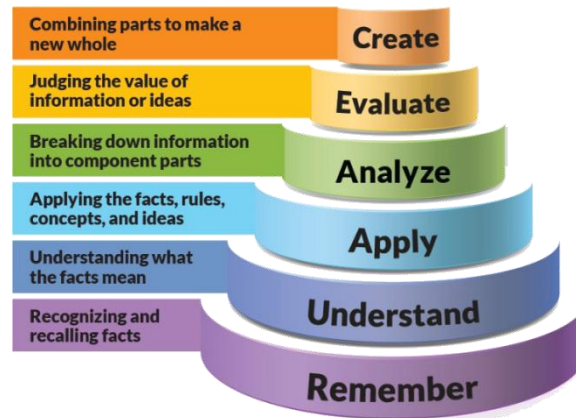 Combining parts to make a
new whole
Create
Judging the value of
information or ideas
Evaluate
Breaking down information
into component parts
Analyze
Applying the facts, rules,
concepts, and ideas
Apply
Understanding what
the facts mean
Understand
Recognizing and
recalling facts
Remember